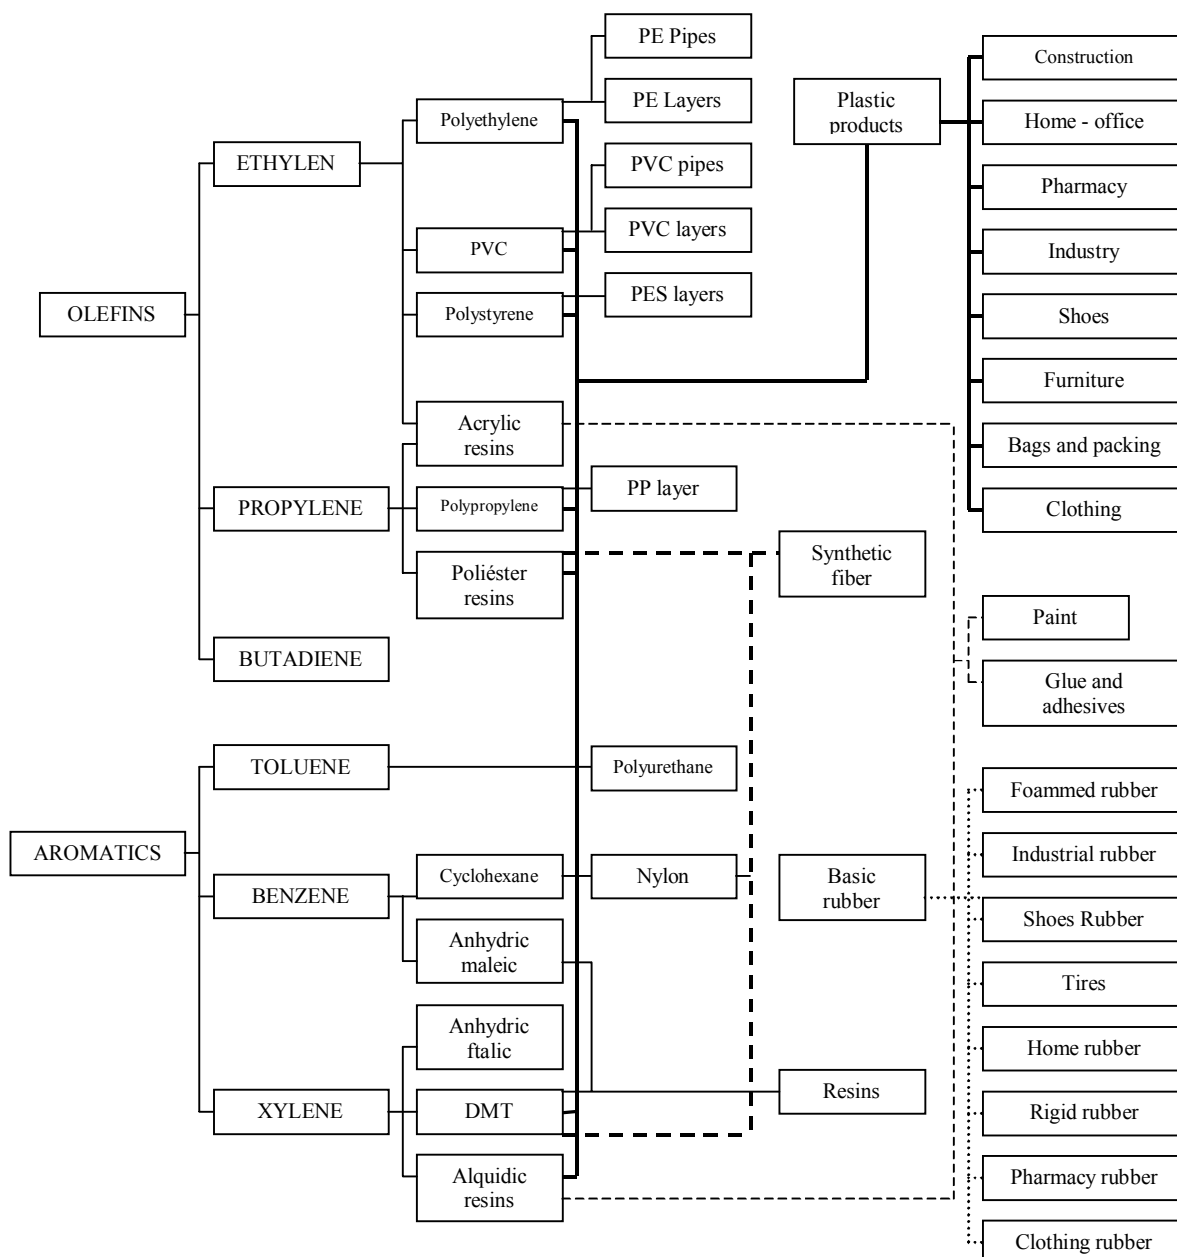 PE Pipes
PE Layers
Polyethylene
ETHYLEN
PVC pipes
PVC layers
PVC
PES layers
Polystyrene
OLEFINS
Acrylic
resins
PROPYLENE
Polypropylene
PP layer
Poliéster
resins
BUTADIENE
Plastic
products
Construction
Home - office
Pharmacy
Industry
Shoes
Furniture
Bags and packing
Clothing
Synthetic
fiber
Paint
Glue and
adhesives
TOLUENE
Polyurethane
AROMATICS
BENZENE
Cyclohexane
Nylon
Anhydric
maleic
Anhydric
ftalic
XYLENE
DMT
Alquidic
resins
Basic
rubber
Resins
Foammed rubber
Industrial rubber
Shoes Rubber
Tires
Home rubber
Rigid rubber
Pharmacy rubber
Clothing rubber